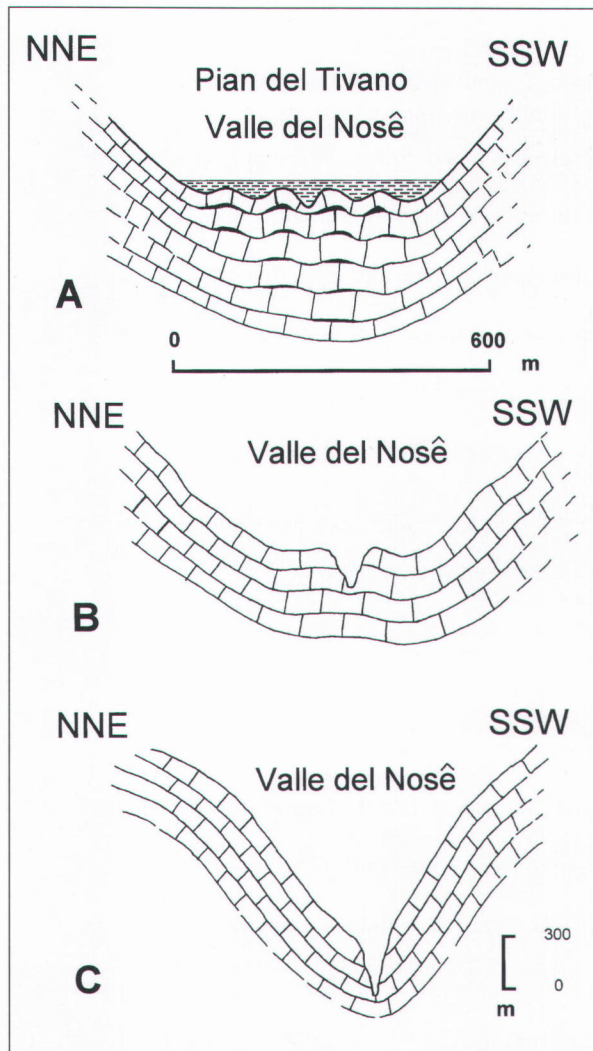 NNE SSW
Pian del Tivano
Valle del Nosê
A
0 600
m
NNE SSW
Valle del Nosê
B
NNE SSW
Valle del Nosê
300
0
m
C